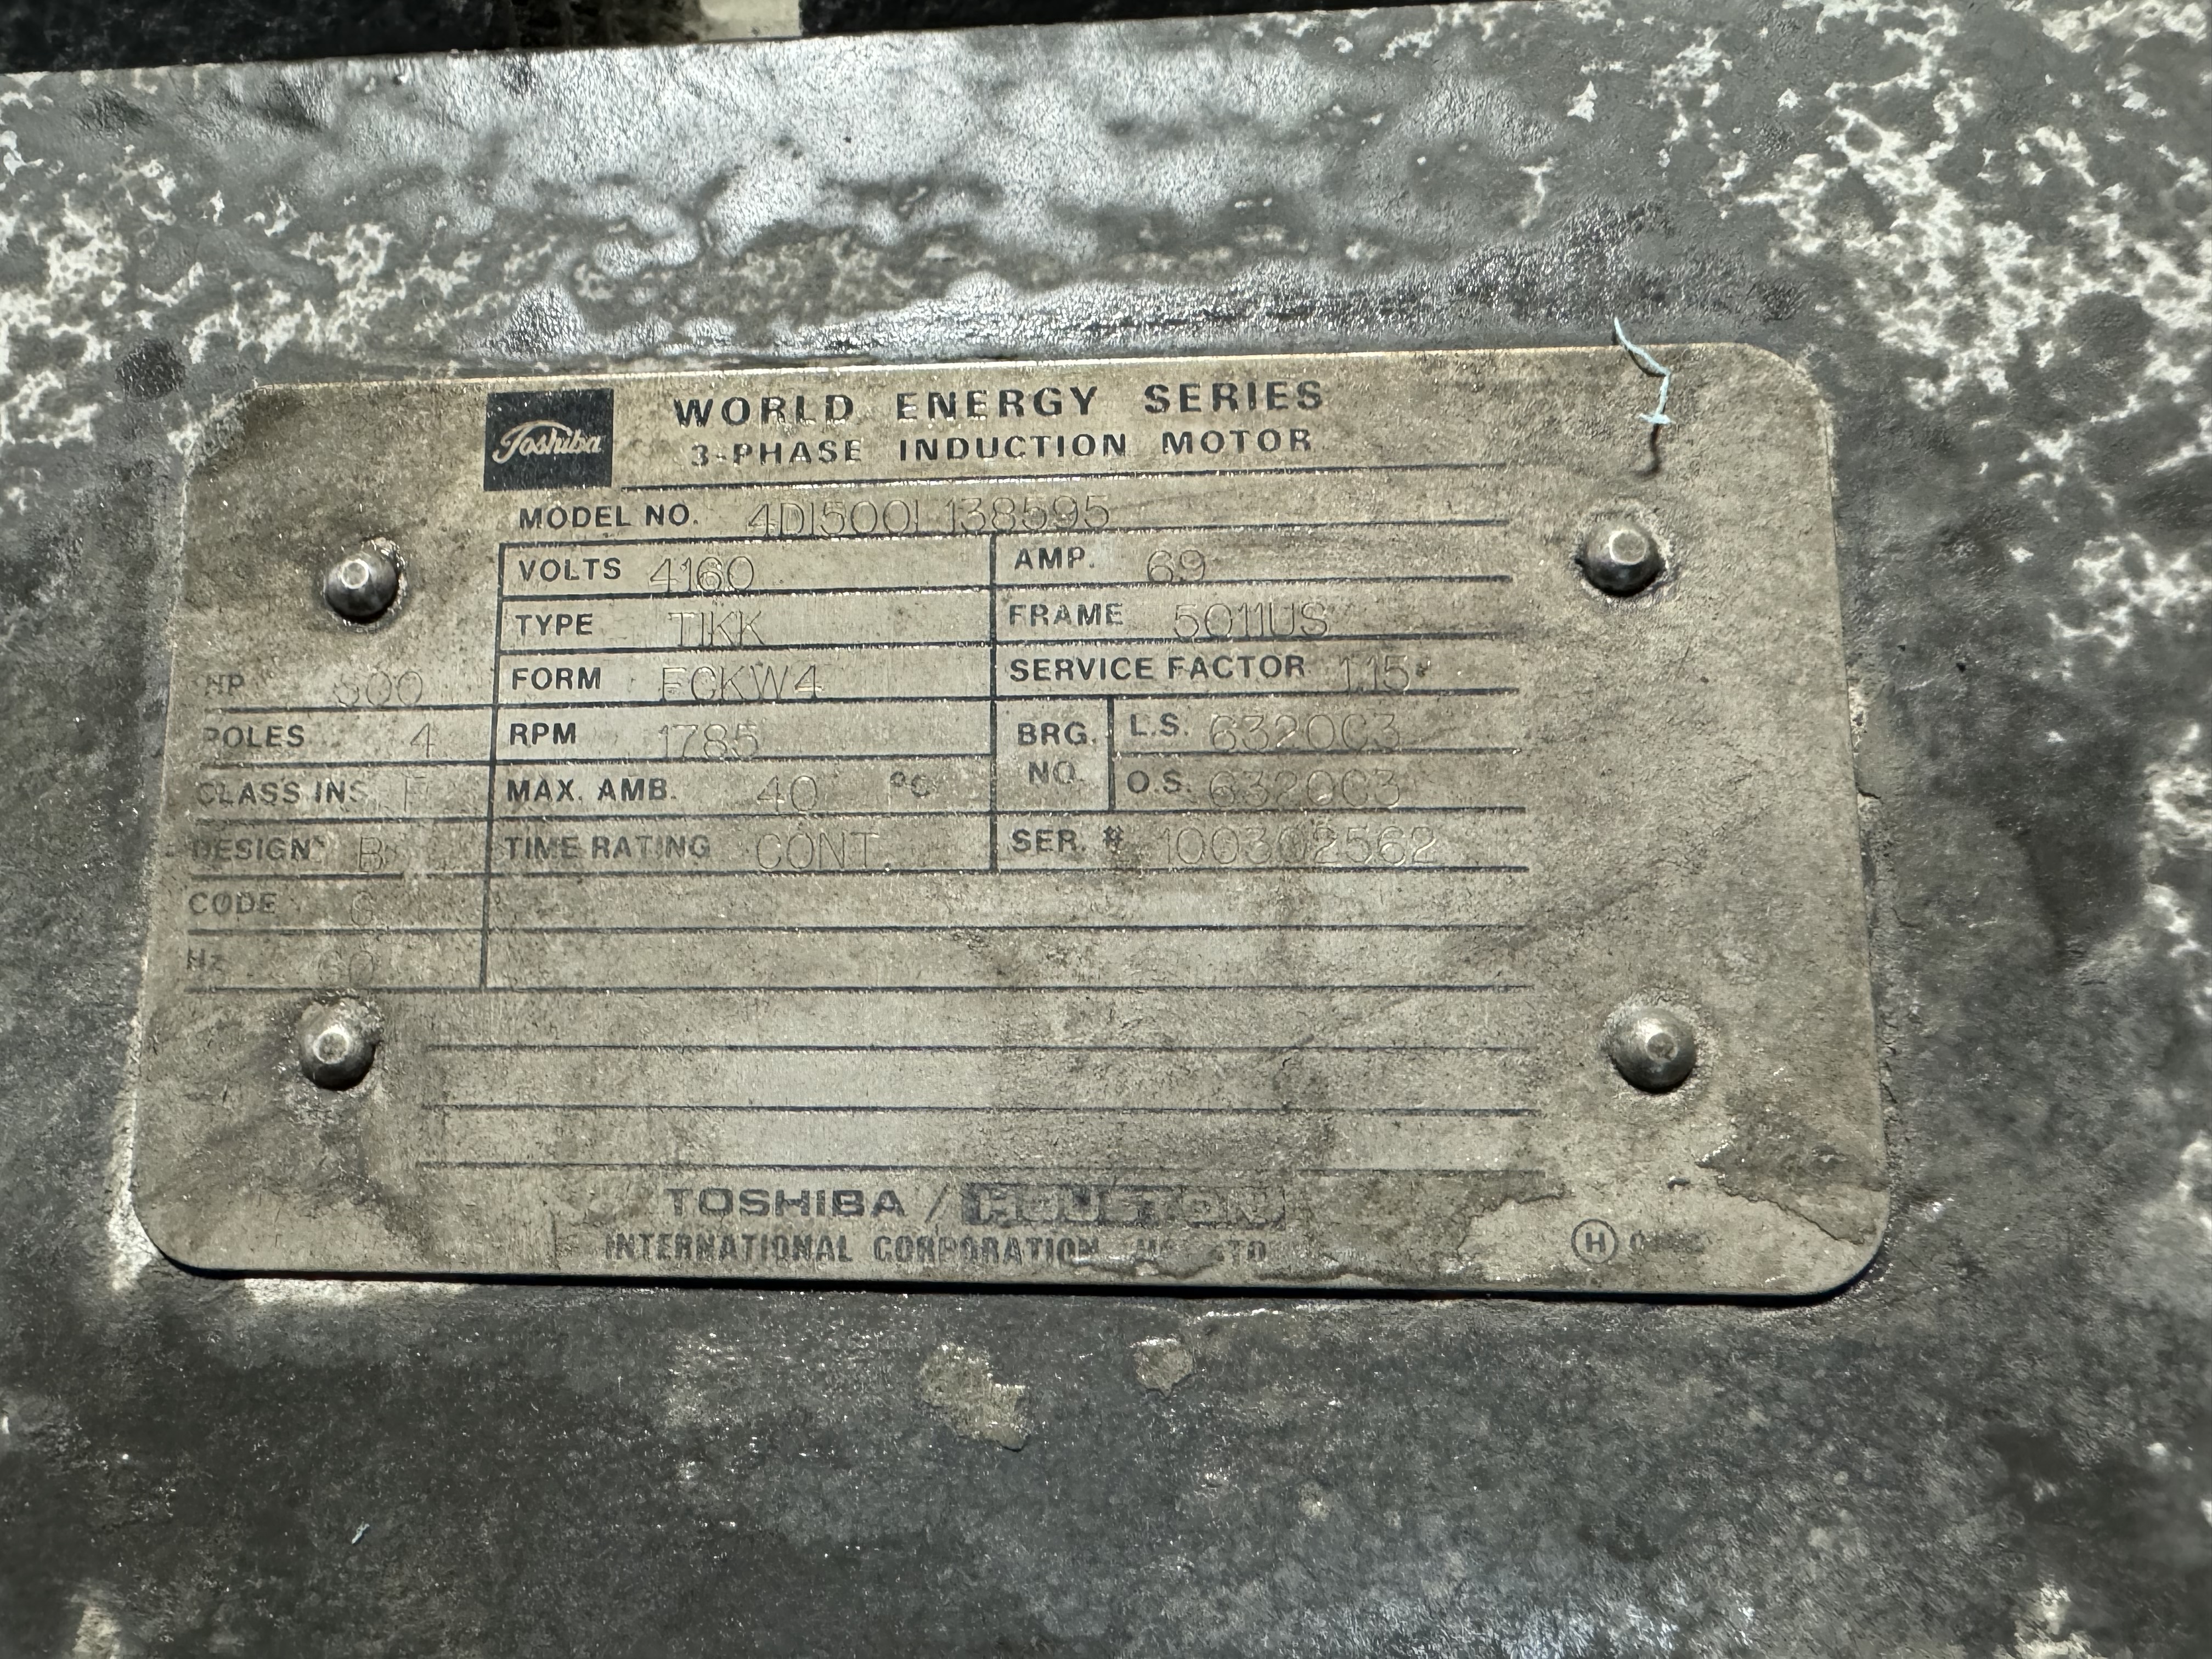 Toshiba
WORLD ENERGY SERIES
3-PHASE INDUCTION MOTOR
MODEL NO. 4D1500L138595
VOLTS 4160 AMP. 69
TYPE TIKK FRAME 5011US
HP 500 FORM FCKW4 SERVICE FACTOR 1.15
POLES 4 RPM 1785 BRG. NO. L.S. 6320C3
CLASS INS. F MAX. AMB. 40 °C O.S. 6320C3
DESIGN B TIME RATING CONT. SER. # 100302562
CODE G
Hz 60
TOSHIBA / HOUSTON
INTERNATIONAL CORPORATION
H